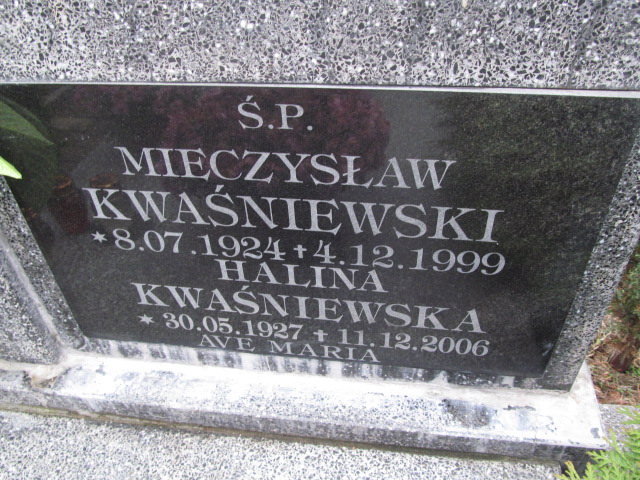 Ś.P.
MIECZYSŁAW
KWAŚNIEWSKI
*8.07.1924 †4.12.1999
HALINA
KWAŚNIEWSKA
* 30.05.1927 † 11.12.2006
AVE MARIA